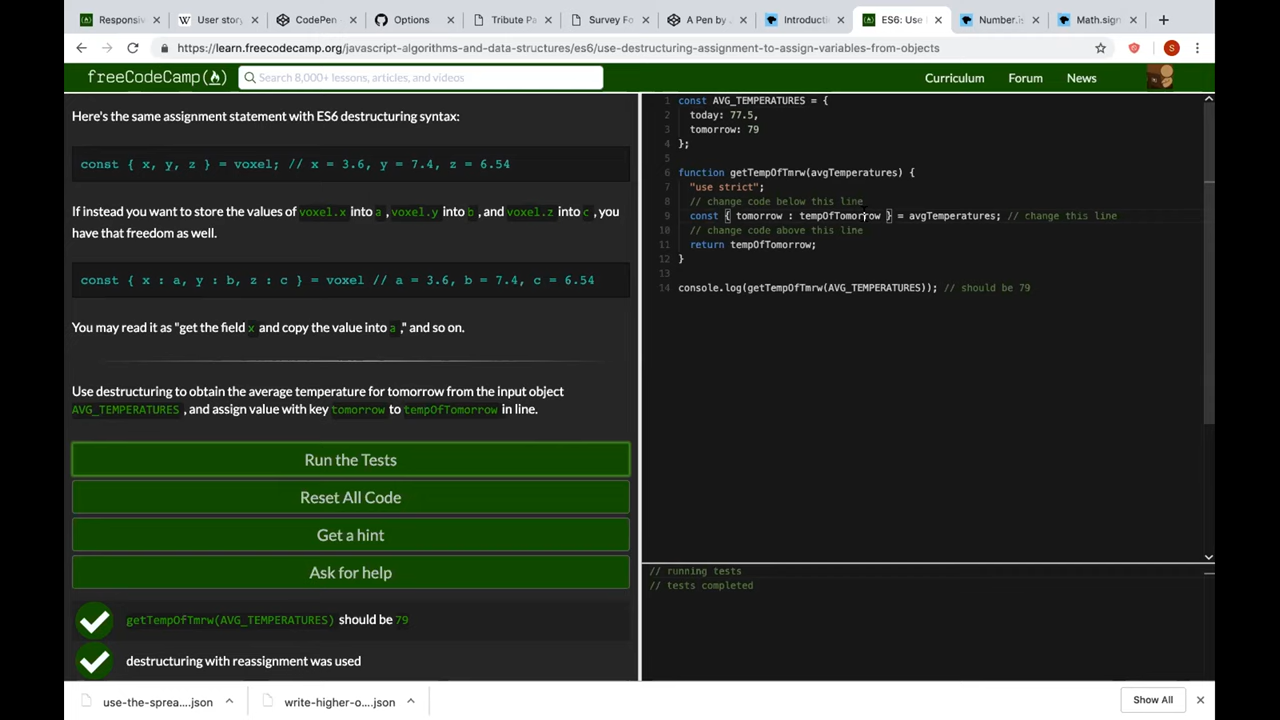 Responsiv
User story
CodePen
Options
Tribute Pa
Survey Fo
A Pen by
Introducti
ES6: Use
Number.is
Math.sign
https://learn.freecodecamp.org/javascript-algorithms-and-data-structures/es6/use-destructuring-assignment-to-assign-variables-from-objects
S
freeCodeCamp
Search 8,000+ lessons, articles, and videos
Curriculum
Forum
News
Here's the same assignment statement with ES6 destructuring syntax:
const { x, y, z } = voxel; // x = 3.6, y = 7.4, z = 6.54
If instead you want to store the values of voxel.x into a , voxel.y into b , and voxel.z into c , you
have that freedom as well.
const { x : a, y : b, z : c } = voxel // a = 3.6, b = 7.4, c = 6.54
You may read it as "get the field x and copy the value into a ," and so on.
Use destructuring to obtain the average temperature for tomorrow from the input object
AVG_TEMPERATURES , and assign value with key tomorrow to tempOfTomorrow in line.
Run the Tests
Reset All Code
Get a hint
Ask for help
getTempOfTmrw(AVG_TEMPERATURES) should be 79
destructuring with reassignment was used
1 const AVG_TEMPERATURES = {
2 today: 77.5,
3 tomorrow: 79
4 };
5
6 function getTempOfTmrw(avgTemperatures) {
7 "use strict";
8 // change code below this line
9 const { tomorrow : tempOfTomorrow } = avgTemperatures; // change this line
10 // change code above this line
11 return tempOfTomorrow;
12 }
13
14 console.log(getTempOfTmrw(AVG_TEMPERATURES)); // should be 79
// running tests
// tests completed
use-the-sprea....json
write-higher-o....json
Show All